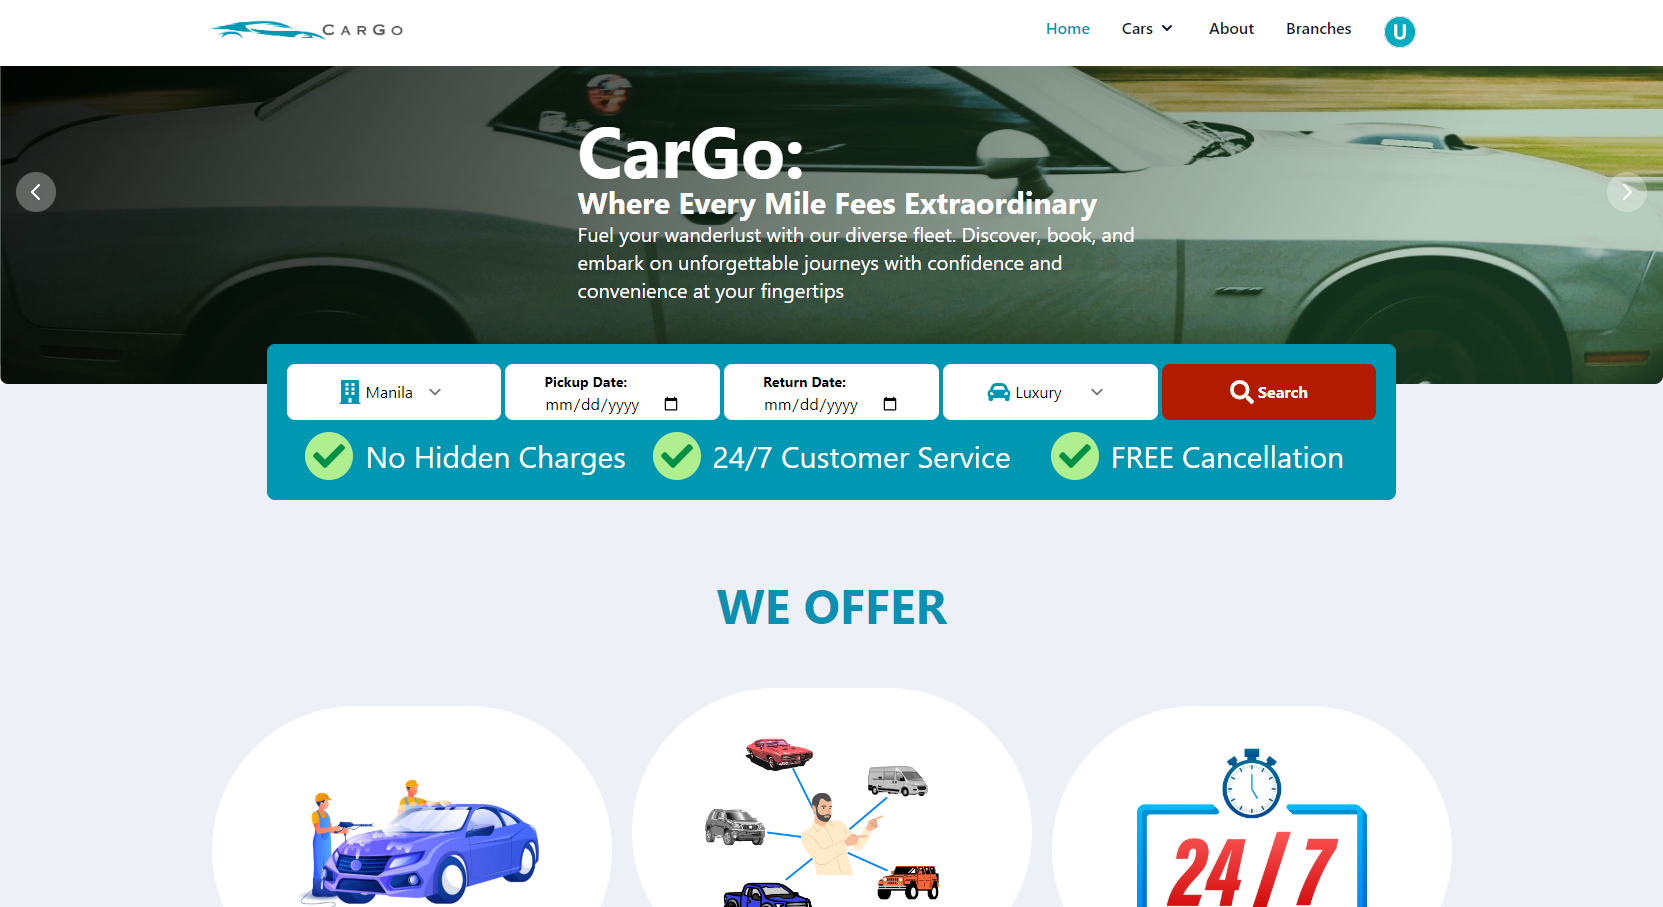 CARGO
Home
Cars
About
Branches
U
CarGo:
Where Every Mile Fees Extraordinary
Fuel your wanderlust with our diverse fleet. Discover, book, and
embark on unforgettable journeys with confidence and
convenience at your fingertips
Manila
Pickup Date:
mm/dd/yyyy
Return Date:
mm/dd/yyyy
Luxury
Search
No Hidden Charges
24/7 Customer Service
FREE Cancellation
WE OFFER
24/7